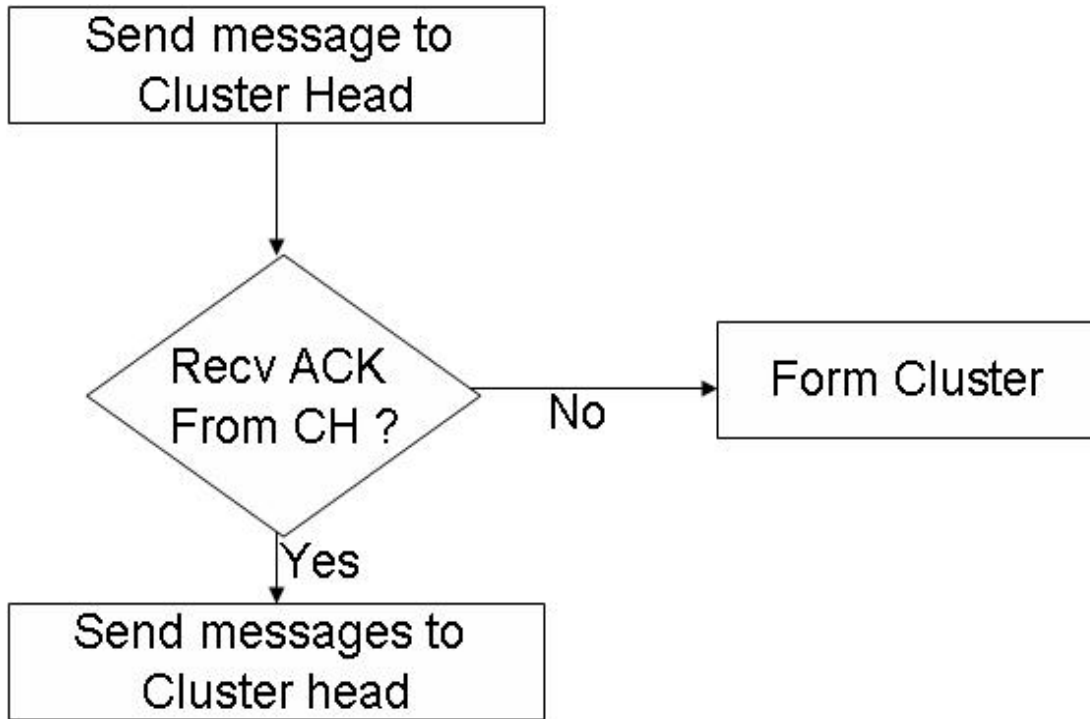 Send message to
Cluster Head
Recv ACK
From CH ?
No
Form Cluster
Yes
Send messages to
Cluster head